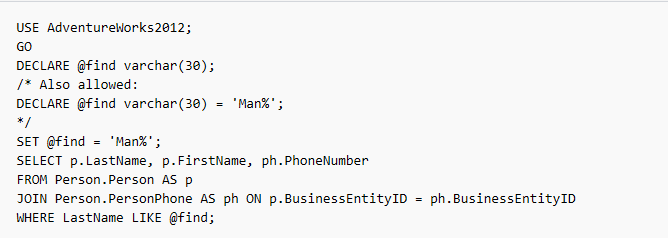 USE AdventureWorks2012;
GO
DECLARE @find varchar(30);
/* Also allowed:
DECLARE @find varchar(30) = 'Man%';
*/
SET @find = 'Man%';
SELECT p.LastName, p.FirstName, ph.PhoneNumber
FROM Person.Person AS p
JOIN Person.PersonPhone AS ph ON p.BusinessEntityID = ph.BusinessEntityID
WHERE LastName LIKE @find;